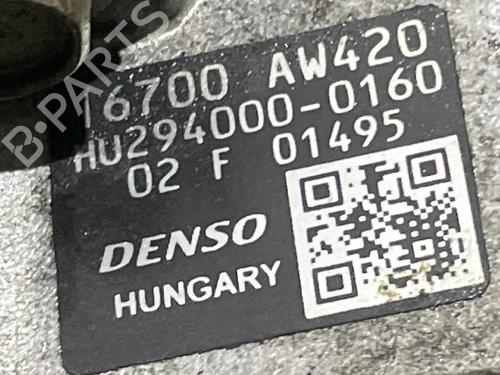 16700 AW420
HU294000-0160
02 F 01495
DENSO
HUNGARY
B-PARTS